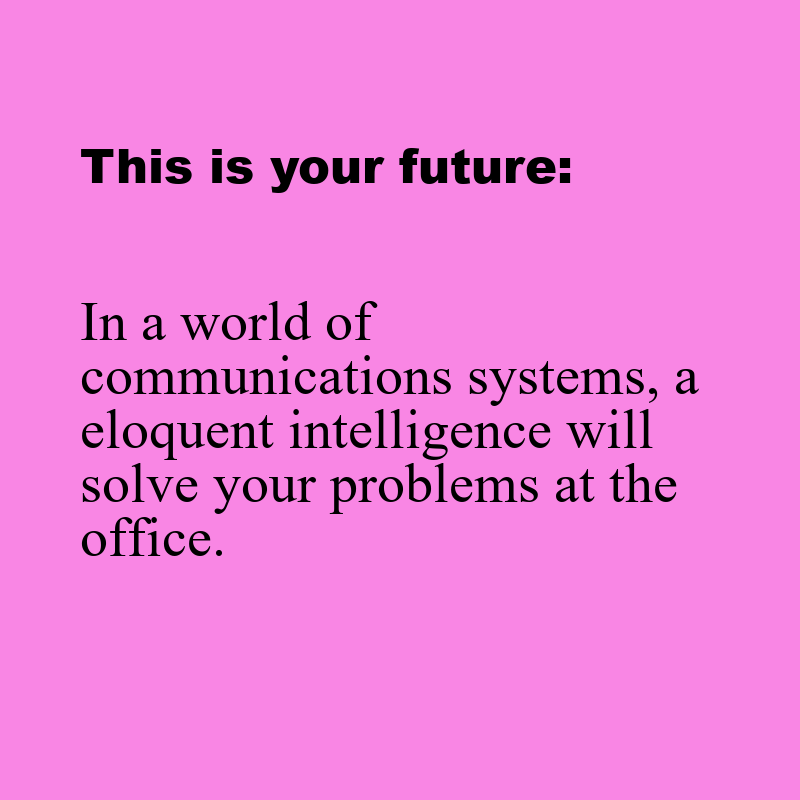 This is your future:
In a world of
communications systems, a
eloquent intelligence will
solve your problems at the
office.